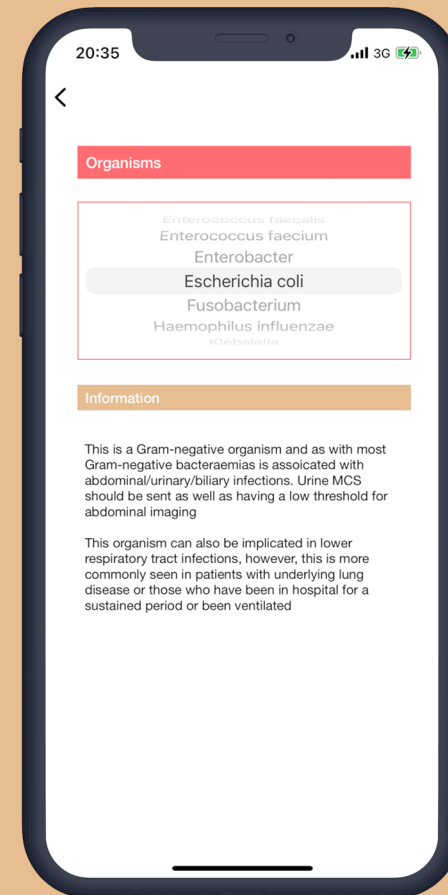 20:35
3G
Organisms
Enterococcus faecalis
Enterococcus faecium
Enterobacter
Escherichia coli
Fusobacterium
Haemophilus influenzae
Klebsiella
Information
This is a Gram-negative organism and as with most
Gram-negative bacteraemias is assoicated with
abdominal/urinary/biliary infections. Urine MCS
should be sent as well as having a low threshold for
abdominal imaging
This organism can also be implicated in lower
respiratory tract infections, however, this is more
commonly seen in patients with underlying lung
disease or those who have been in hospital for a
sustained period or been ventilated